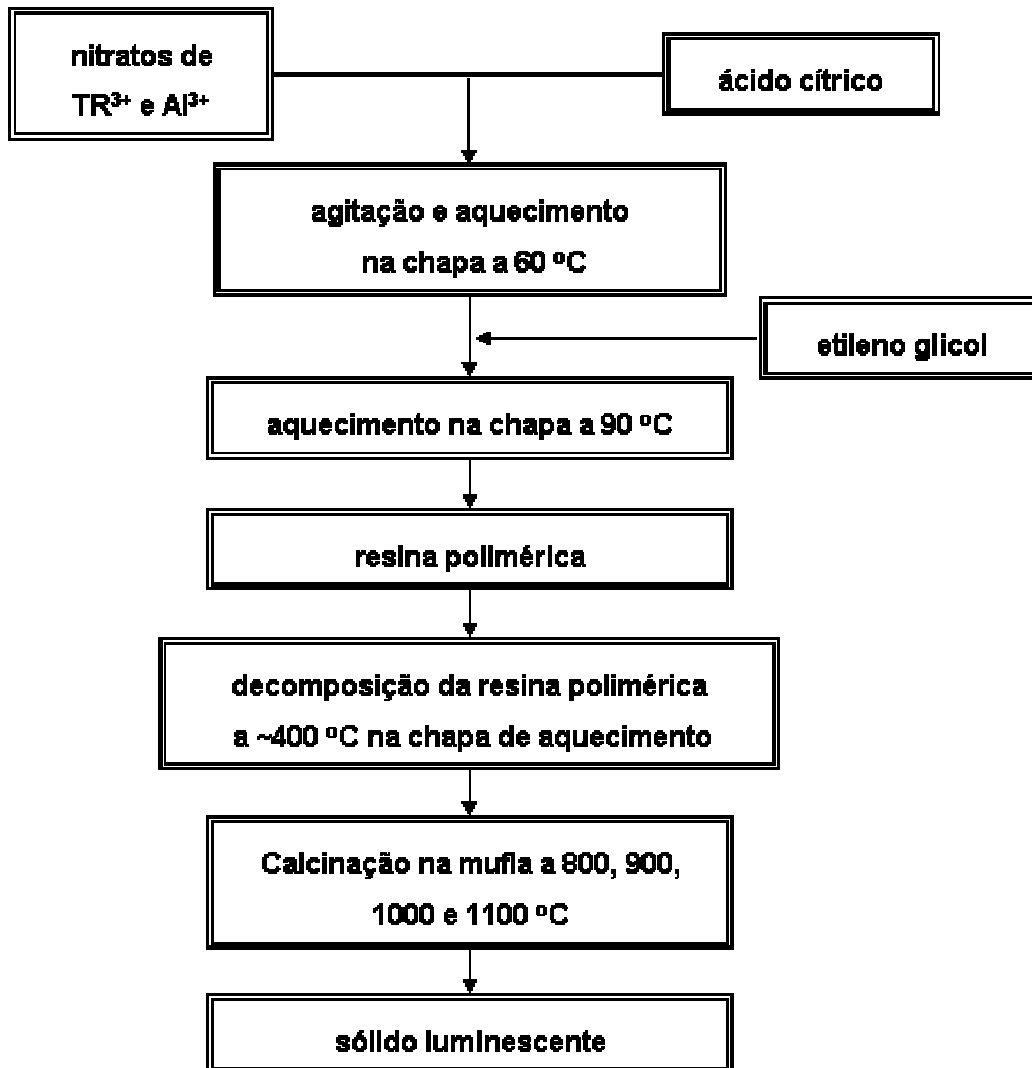 nitratos de
TR³⁺ e Al³⁺
ácido cítrico
agitação e aquecimento
na chapa a 60 ºC
etileno glicol
aquecimento na chapa a 90 ºC
resina polimérica
decomposição da resina polimérica
a ~400 ºC na chapa de aquecimento
Calcinação na mufla a 800, 900,
1000 e 1100 ºC
sólido luminescente